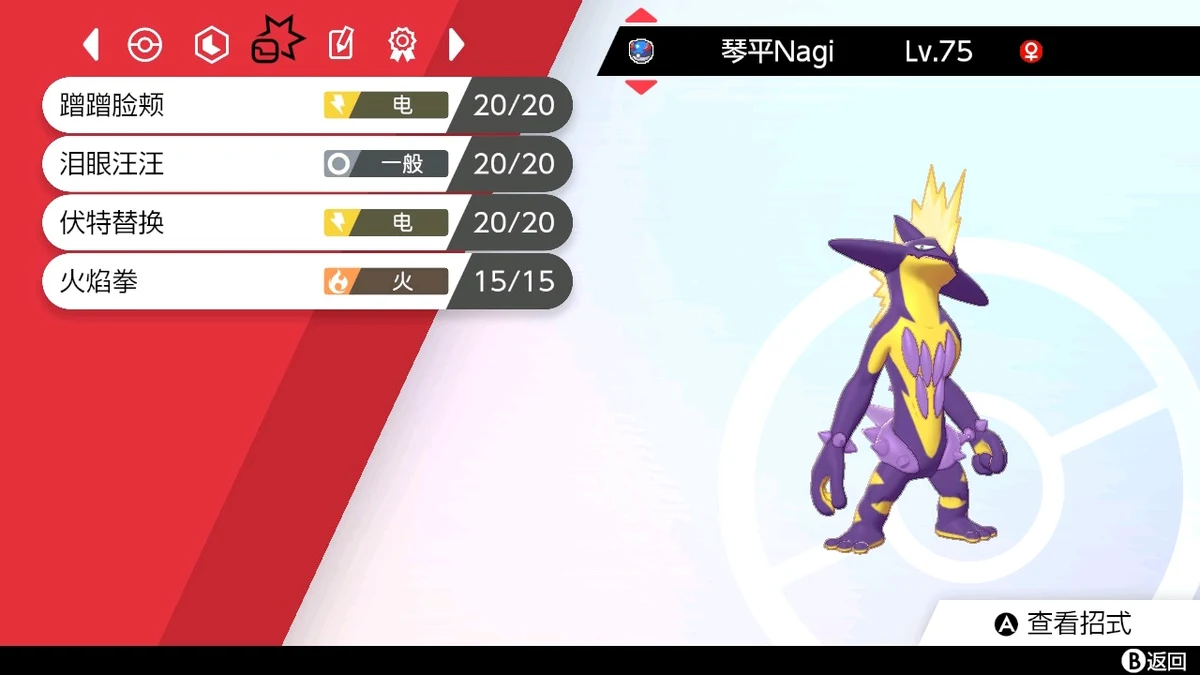 琴平Nagi Lv.75 ♀
蹭蹭脸颊 电 20/20
泪眼汪汪 一般 20/20
伏特替换 电 20/20
火焰拳 火 15/15
A 查看招式
B 返回